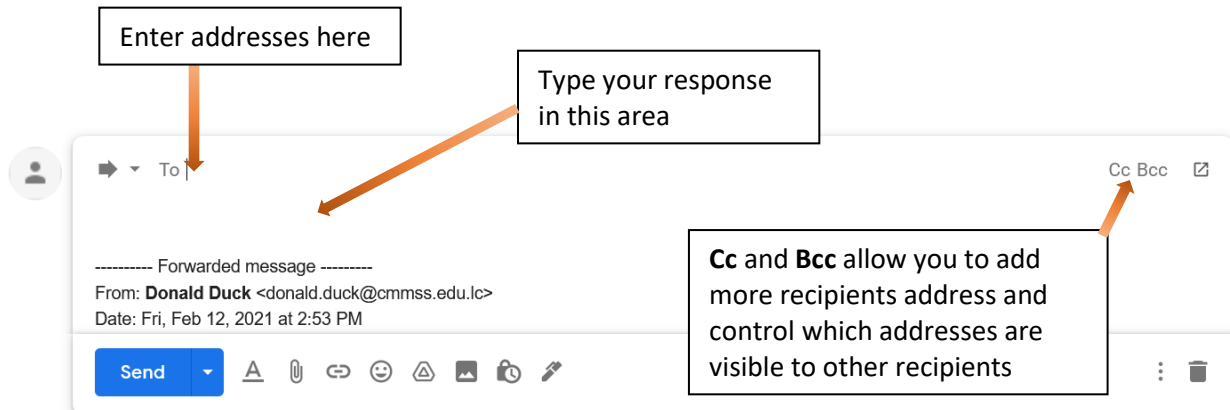 Enter addresses here
Type your response
in this area
To
Cc Bcc
---------- Forwarded message ---------
From: Donald Duck <donald.duck@cmmss.edu.lc>
Date: Fri, Feb 12, 2021 at 2:53 PM
Cc and Bcc allow you to add
more recipients address and
control which addresses are
visible to other recipients
Send